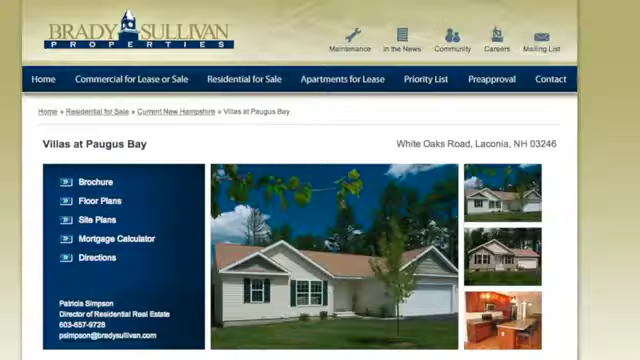 BRADY SULLIVAN
PROPERTIES
Maintenance In the News Community Careers Mailing List
Home Commercial for Lease or Sale Residential for Sale Apartments for Lease Priority List Preapproval Contact
Home » Residential for Sale » Current New Hampshire » Villas at Paugus Bay
Villas at Paugus Bay White Oaks Road, Laconia, NH 03246
Brochure
Floor Plans
Site Plans
Mortgage Calculator
Directions
Patricia Simpson
Director of Residential Real Estate
603-657-9728
psimpson@bradysullivan.com